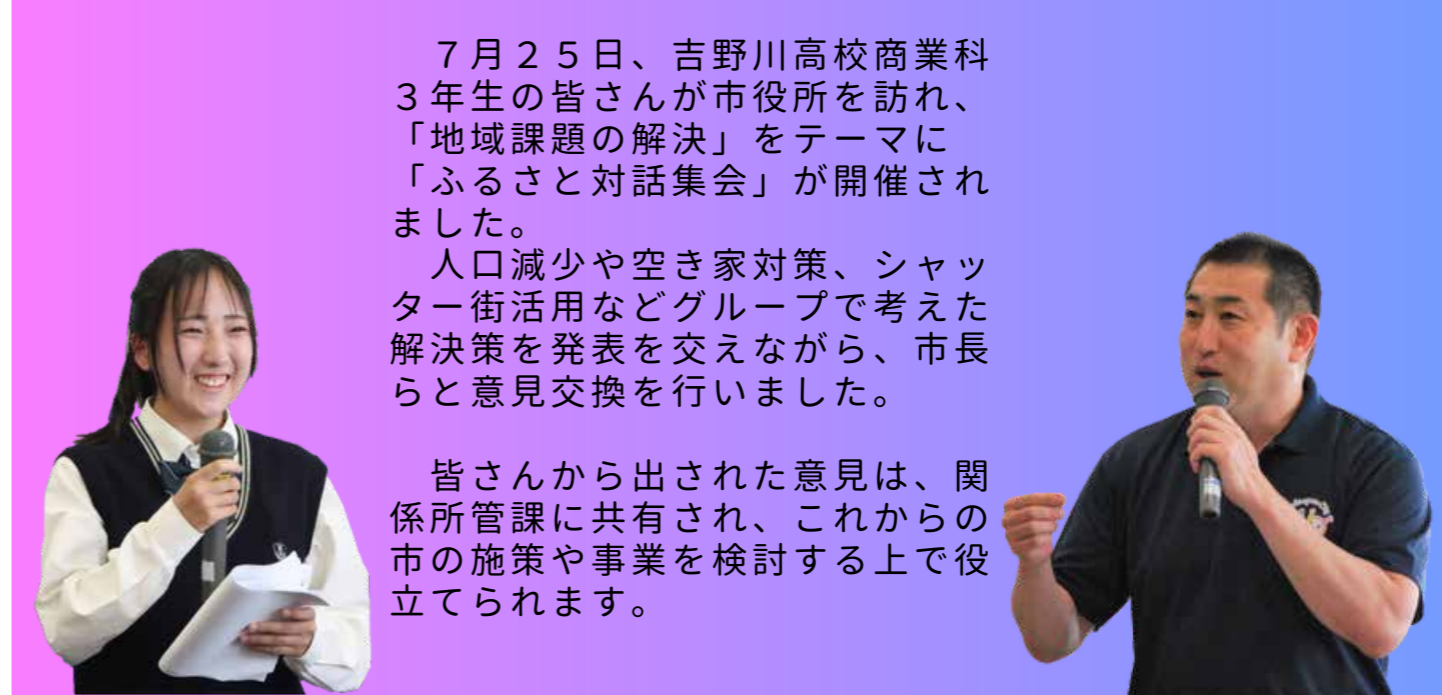 ７月２５日、吉野川高校商業科
３年生の皆さんが市役所を訪れ、
「地域課題の解決」をテーマに
「ふるさと対話集会」が開催され
ました。
　人口減少や空き家対策、シャッ
ター街活用などグループで考えた
解決策を発表を交えながら、市長
らと意見交換を行いました。
　皆さんから出された意見は、関
係所管課に共有され、これからの
市の施策や事業を検討する上で役
立てられます。